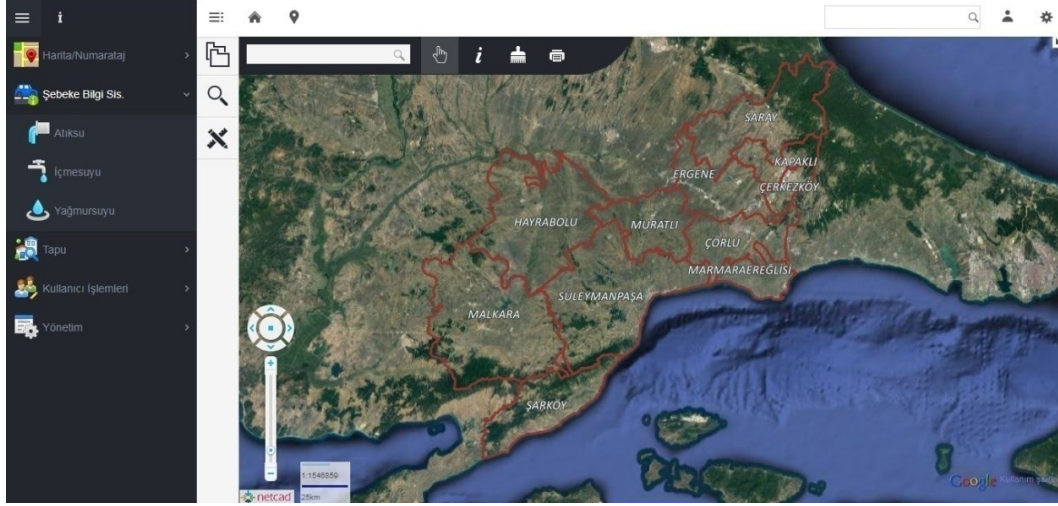 Harita/Numarataj
Şebeke Bilgi Sis.
Atıksu
İçmesuyu
Yağmursuyu
Tapu
Kullanıcı İşlemleri
Yönetim
SARAY
KAPAKLI
ERGENE
ÇERKEZKÖY
HAYRABOLU
MURATLI
ÇORLU
MARMARAEREĞLİSİ
SÜLEYMANPAŞA
MALKARA
ŞARKÖY
1:1546859
25km
netcad
Google Kullanım